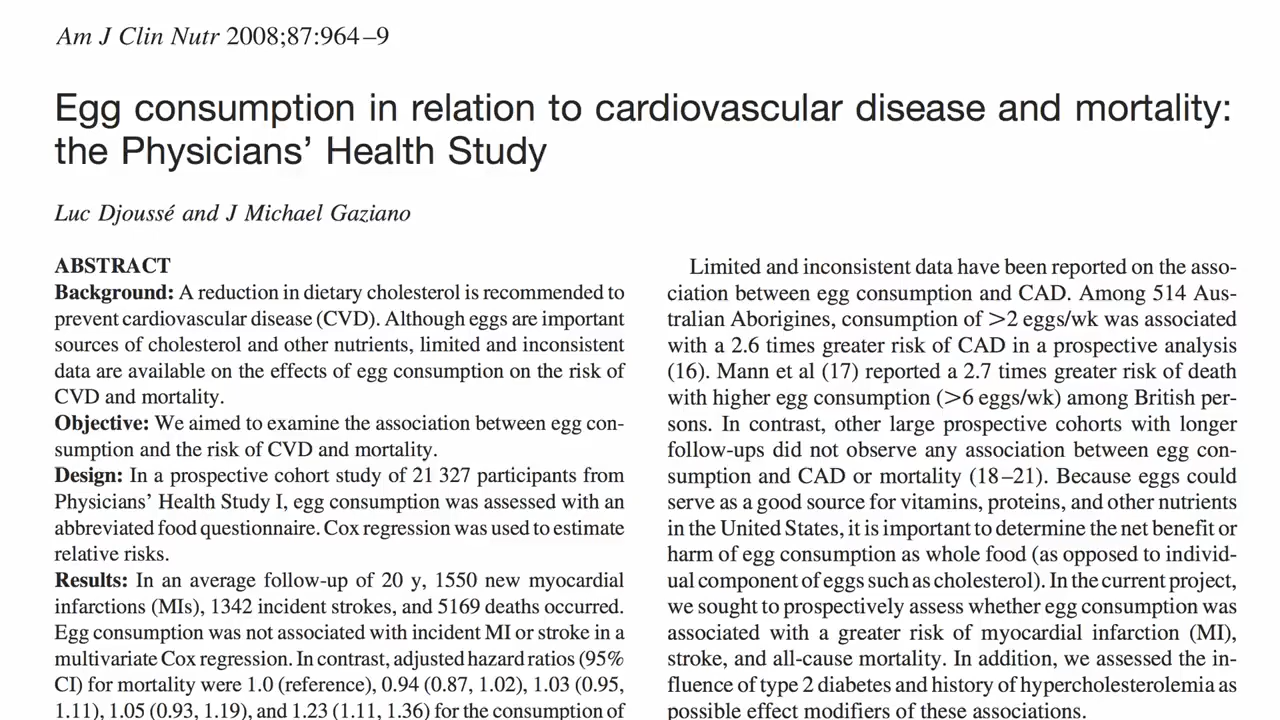 Am J Clin Nutr 2008;87:964–9
Egg consumption in relation to cardiovascular disease and mortality:
the Physicians’ Health Study
Luc Djoussé and J Michael Gaziano
ABSTRACT
Background: A reduction in dietary cholesterol is recommended to
prevent cardiovascular disease (CVD). Although eggs are important
sources of cholesterol and other nutrients, limited and inconsistent
data are available on the effects of egg consumption on the risk of
CVD and mortality.
Objective: We aimed to examine the association between egg con-
sumption and the risk of CVD and mortality.
Design: In a prospective cohort study of 21 327 participants from
Physicians’ Health Study I, egg consumption was assessed with an
abbreviated food questionnaire. Cox regression was used to estimate
relative risks.
Results: In an average follow-up of 20 y, 1550 new myocardial
infarctions (MIs), 1342 incident strokes, and 5169 deaths occurred.
Egg consumption was not associated with incident MI or stroke in a
multivariate Cox regression. In contrast, adjusted hazard ratios (95%
CI) for mortality were 1.0 (reference), 0.94 (0.87, 1.02), 1.03 (0.95,
1.11), 1.05 (0.93, 1.19), and 1.23 (1.11, 1.36) for the consumption of
Limited and inconsistent data have been reported on the asso-
ciation between egg consumption and CAD. Among 514 Aus-
tralian Aborigines, consumption of >2 eggs/wk was associated
with a 2.6 times greater risk of CAD in a prospective analysis
(16). Mann et al (17) reported a 2.7 times greater risk of death
with higher egg consumption (>6 eggs/wk) among British per-
sons. In contrast, other large prospective cohorts with longer
follow-ups did not observe any association between egg con-
sumption and CAD or mortality (18–21). Because eggs could
serve as a good source for vitamins, proteins, and other nutrients
in the United States, it is important to determine the net benefit or
harm of egg consumption as whole food (as opposed to individ-
ual component of eggs such as cholesterol). In the current project,
we sought to prospectively assess whether egg consumption was
associated with a greater risk of myocardial infarction (MI),
stroke, and all-cause mortality. In addition, we assessed the in-
fluence of type 2 diabetes and history of hypercholesterolemia as
possible effect modifiers of these associations.